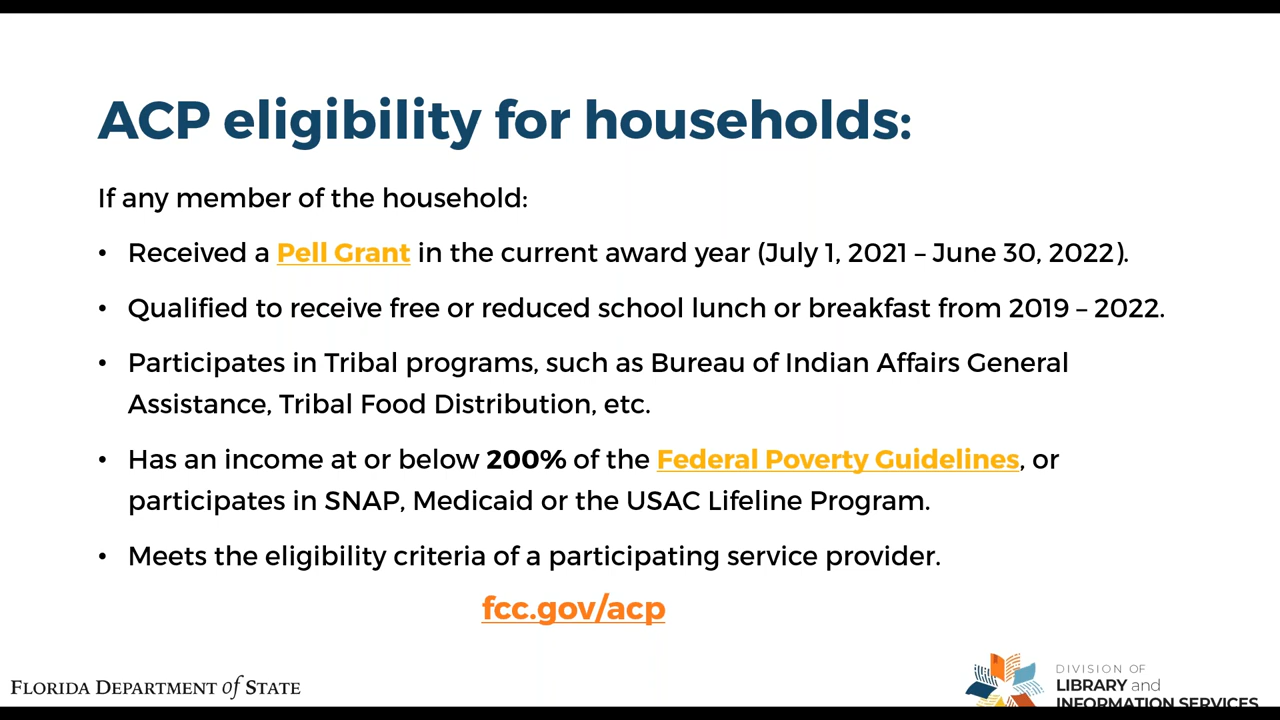 ACP eligibility for households:
If any member of the household:
• Received a Pell Grant in the current award year (July 1, 2021 – June 30, 2022).
• Qualified to receive free or reduced school lunch or breakfast from 2019 – 2022.
• Participates in Tribal programs, such as Bureau of Indian Affairs General
Assistance, Tribal Food Distribution, etc.
• Has an income at or below 200% of the Federal Poverty Guidelines, or
participates in SNAP, Medicaid or the USAC Lifeline Program.
• Meets the eligibility criteria of a participating service provider.
fcc.gov/acp
FLORIDA DEPARTMENT of STATE
DIVISION OF
LIBRARY and
INFORMATION SERVICES